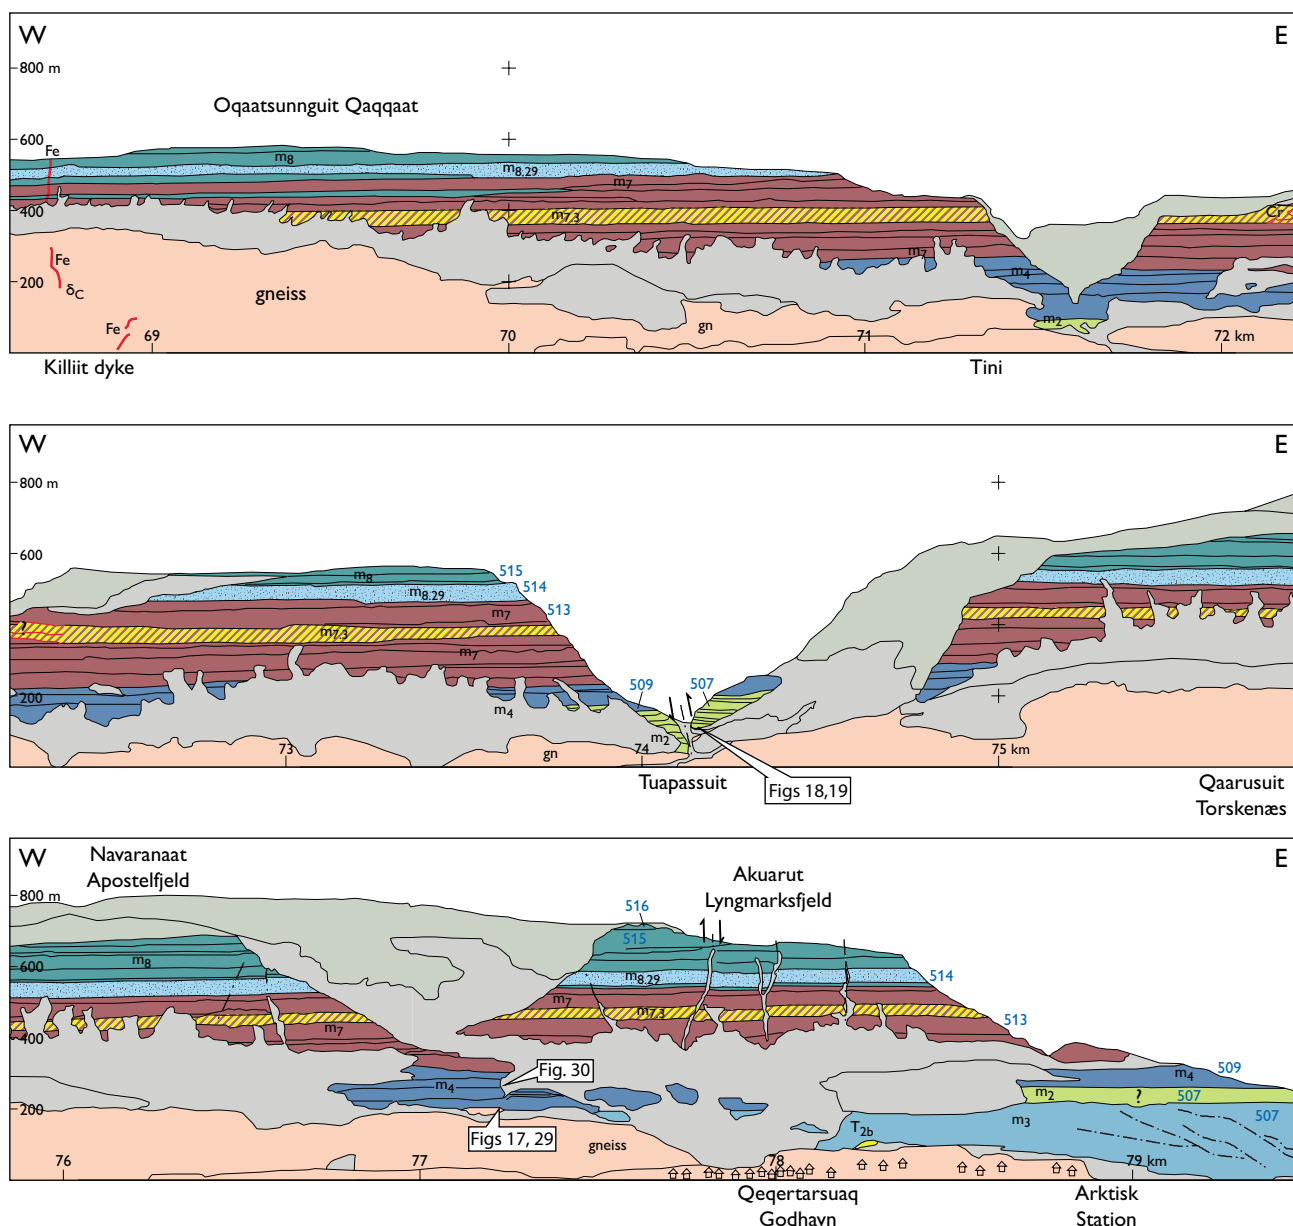 W
E
800 m
Oqaatsunnguit Qaqqaat
600
Fe
m8
m8.29
m7
400
m7.3
Cr
m7
Fe
m4
200
δC
gneiss
Fe
gn
m2
69
70
71
72 km
Killiit dyke
Tini
W
E
800 m
600
m8
515
m8.29
514
m7
513
?
m7.3
400
m7
200
509
507
m4
m2
gn
73
74
75 km
Tuapassuit
Figs 18,19
Qaarusuit
Torskenæs
W
E
Navaranaat
Apostelfjeld
Akuarut
Lyngmarksfjeld
800 m
516
515
m8
600
m8.29
514
m7
m7.3
513
m7
400
Fig. 30
m4
m4
509
m2
?
507
200
507
m3
T2b
Figs 17, 29
gneiss
76
77
78
79 km
Qeqertarsuaq
Godhavn
Arktisk
Station